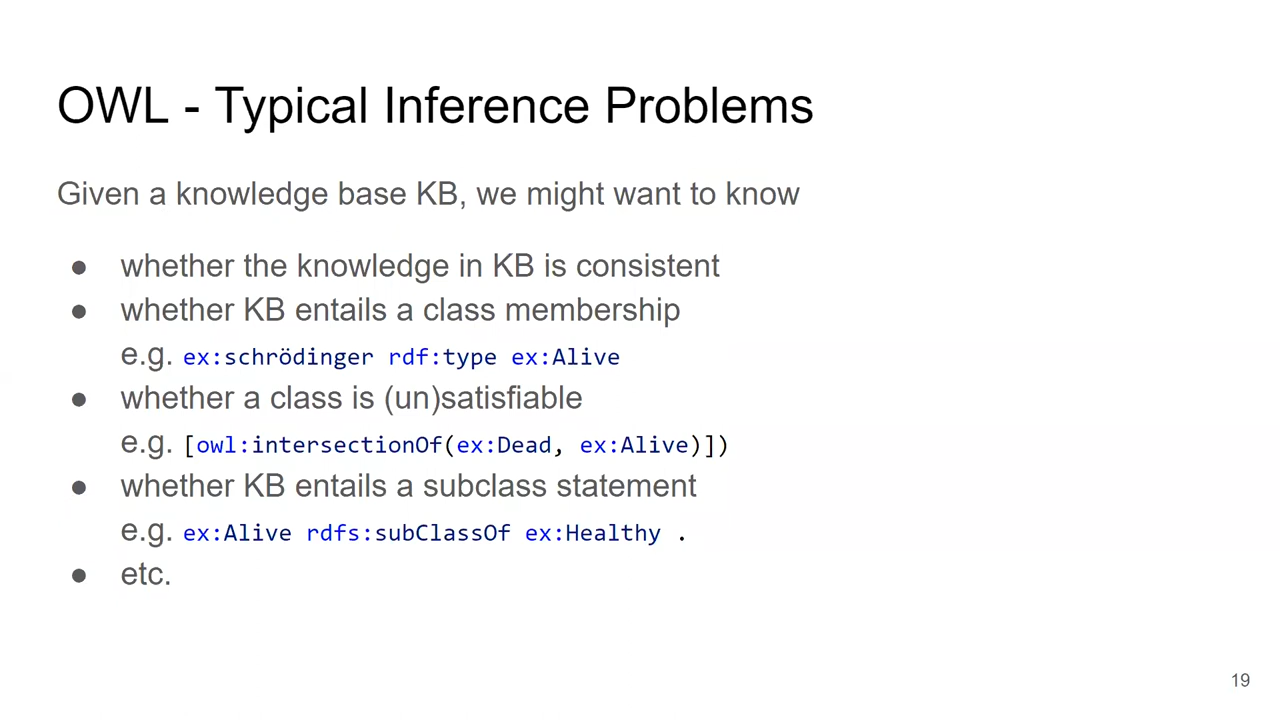 OWL - Typical Inference Problems
Given a knowledge base KB, we might want to know
● whether the knowledge in KB is consistent
● whether KB entails a class membership
e.g. ex:schrödinger rdf:type ex:Alive
● whether a class is (un)satisfiable
e.g. [owl:intersectionOf(ex:Dead, ex:Alive)])
● whether KB entails a subclass statement
e.g. ex:Alive rdfs:subClassOf ex:Healthy .
● etc.
19